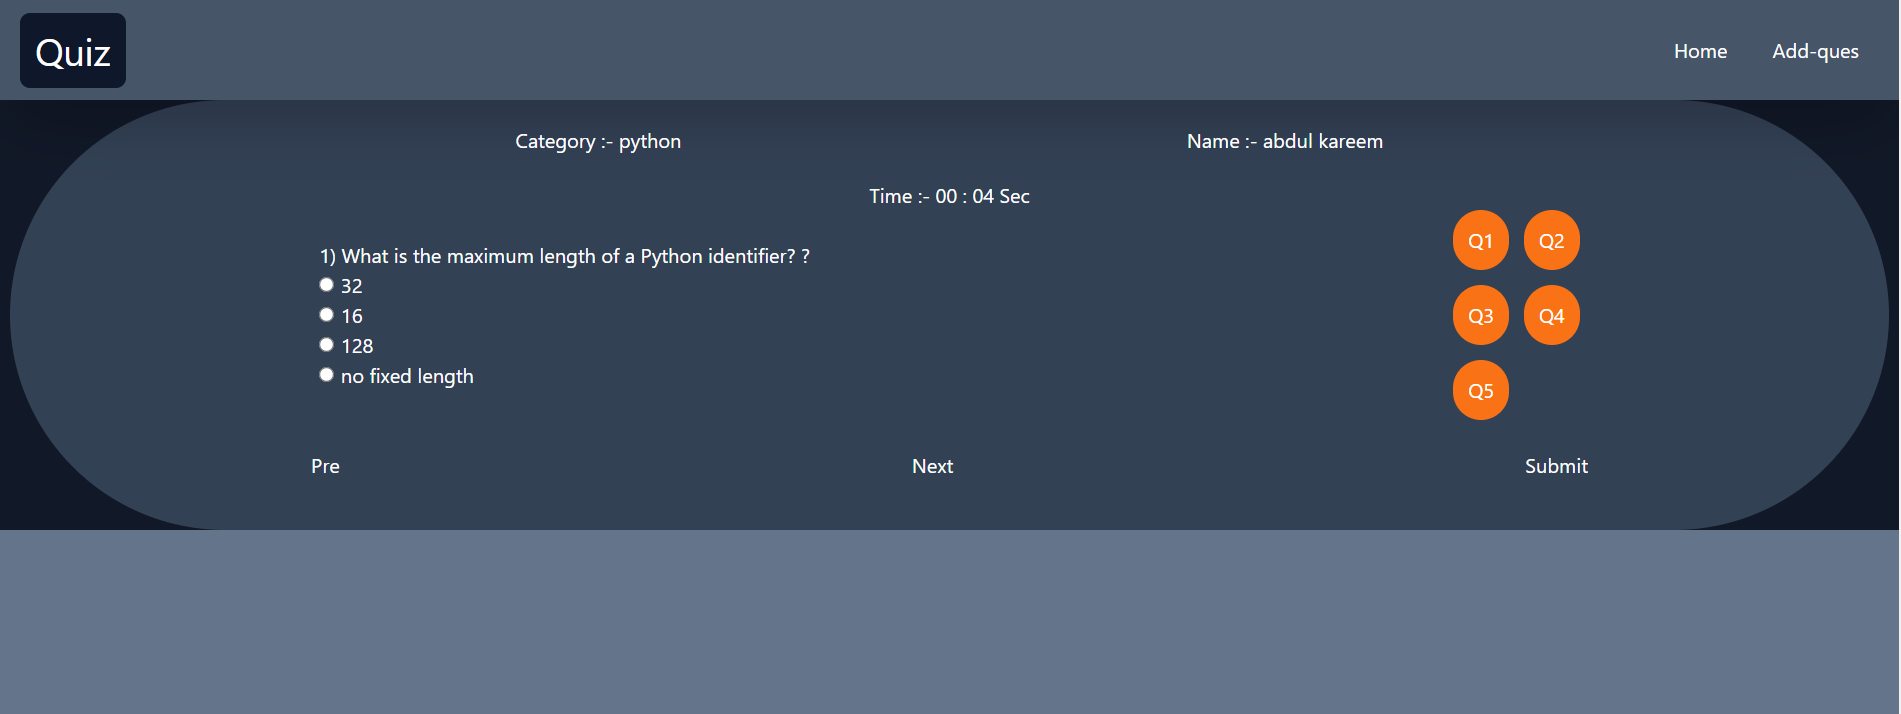 Quiz
Home Add-ques
Category :- python Name :- abdul kareem
Time :- 00 : 04 Sec
1) What is the maximum length of a Python identifier? ?
32
16
128
no fixed length
Q1 Q2
Q3 Q4
Q5
Pre Next Submit